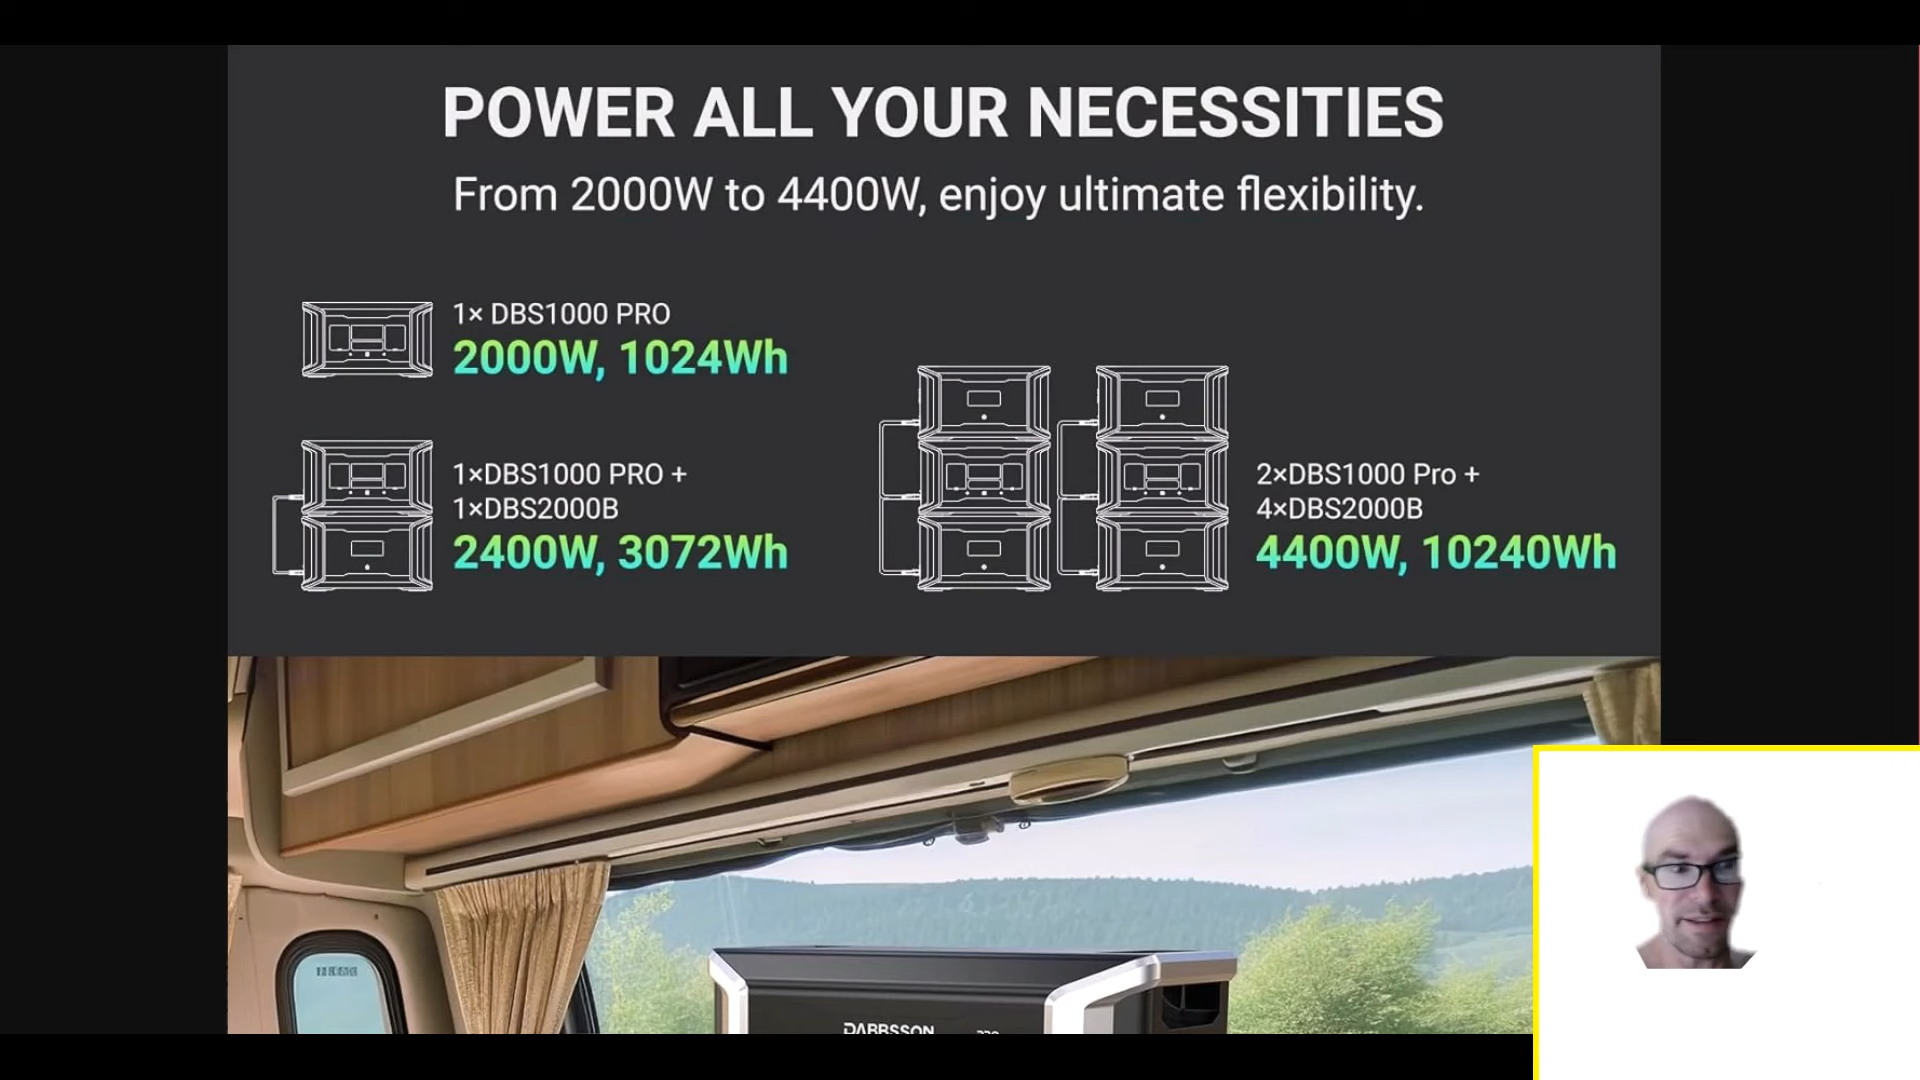 POWER ALL YOUR NECESSITIES
From 2000W to 4400W, enjoy ultimate flexibility.
1× DBS1000 PRO
2000W, 1024Wh
1×DBS1000 PRO +
1×DBS2000B
2400W, 3072Wh
2×DBS1000 Pro +
4×DBS2000B
4400W, 10240Wh
DABBSSON